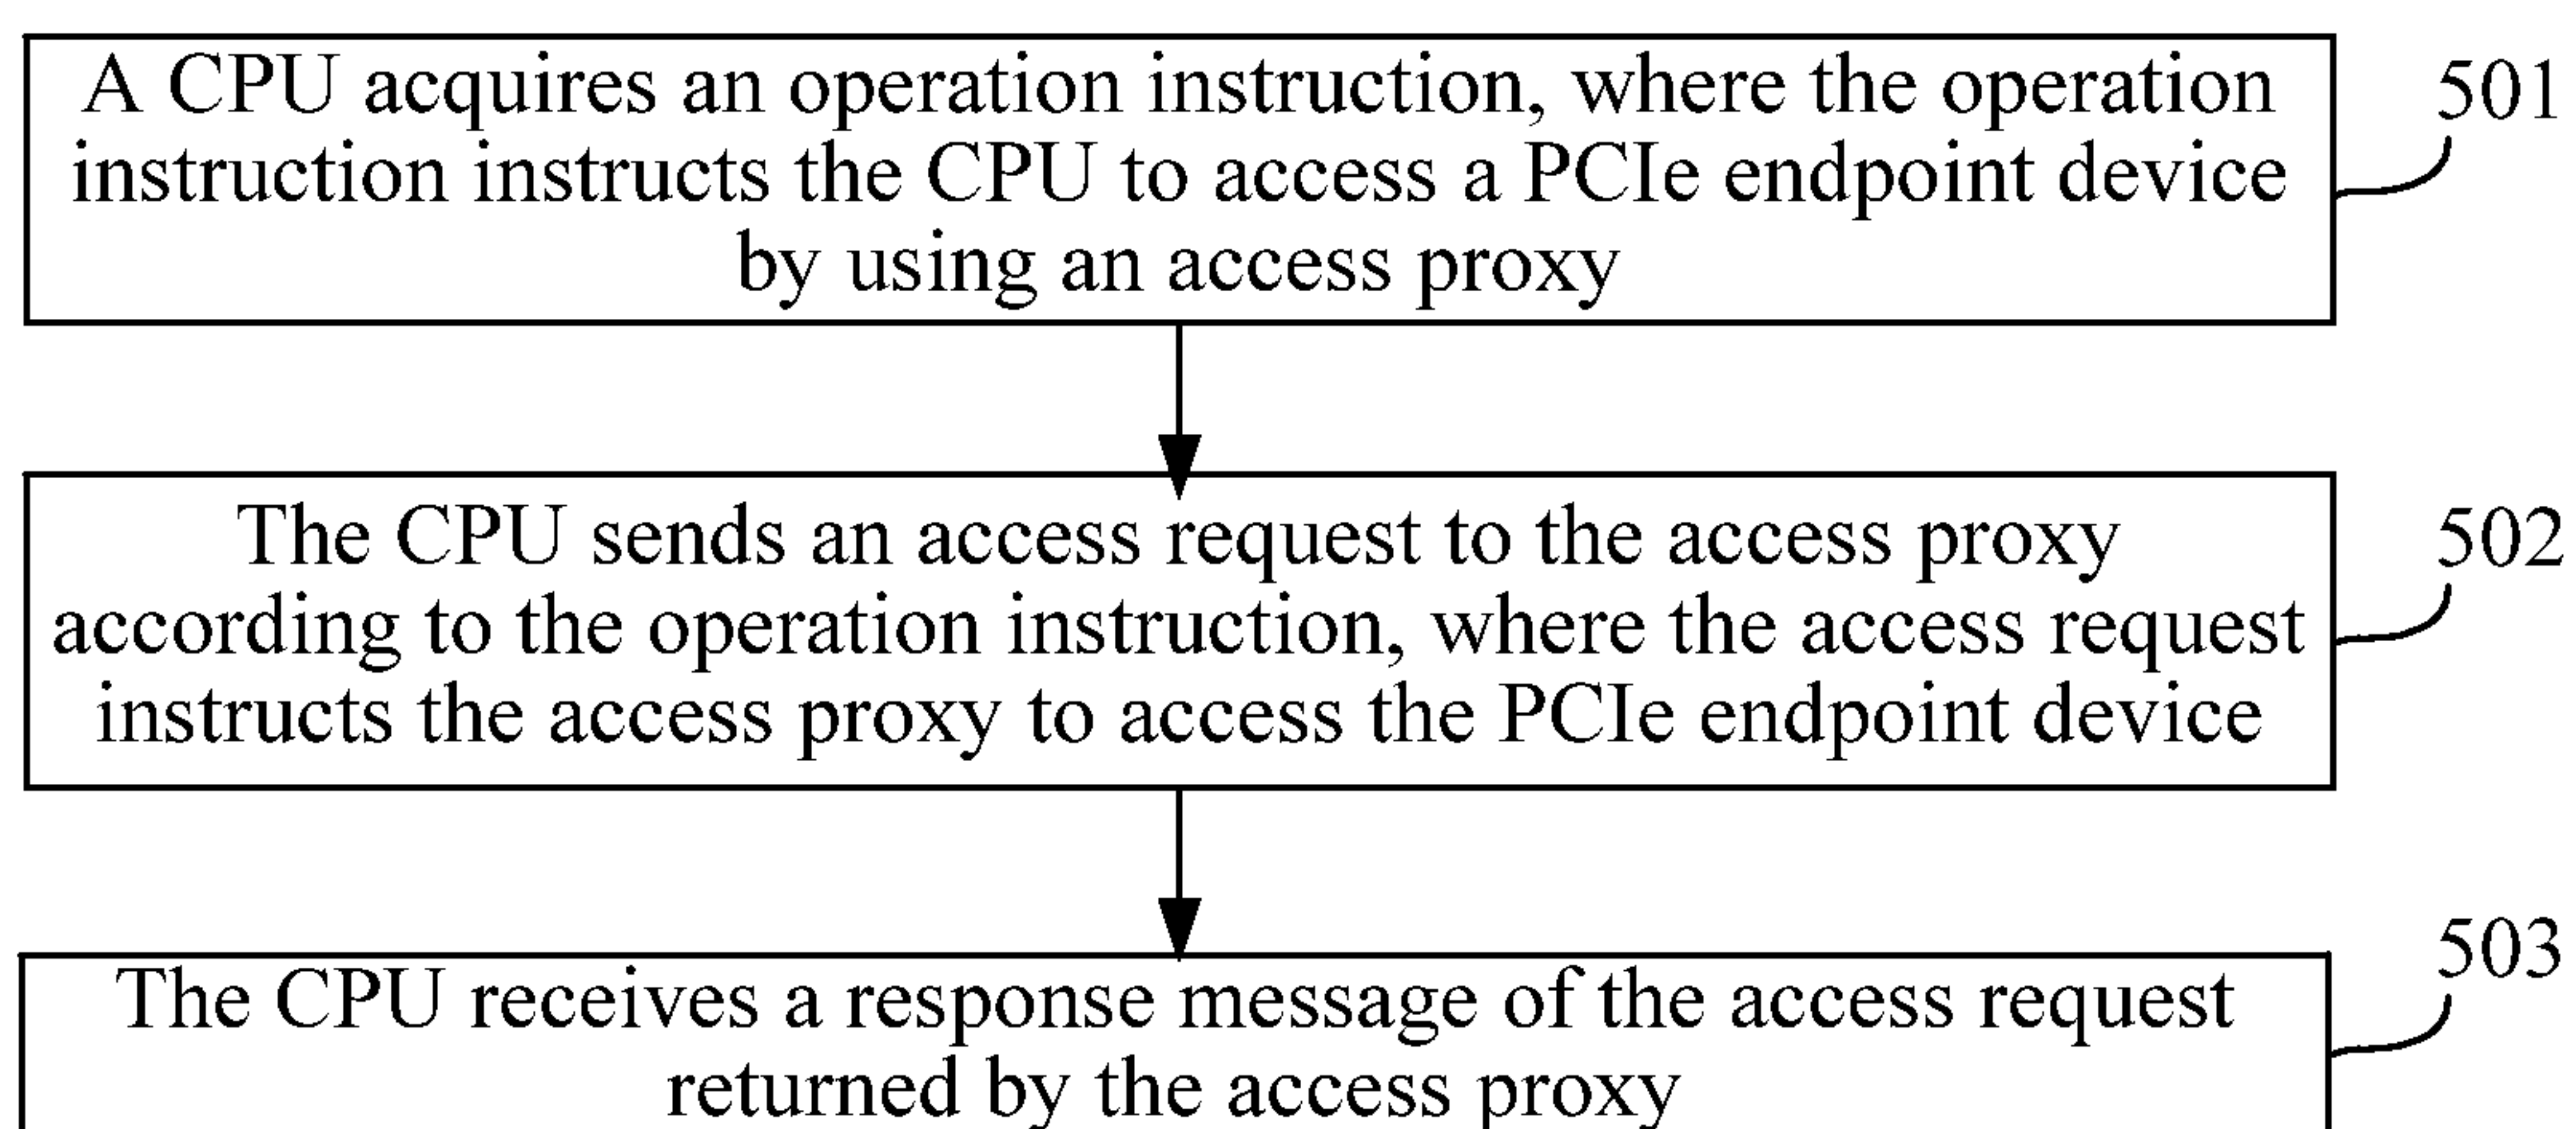 A CPU acquires an operation instruction, where the operation
instruction instructs the CPU to access a PCIe endpoint device
by using an access proxy
501
The CPU sends an access request to the access proxy
according to the operation instruction, where the access request
instructs the access proxy to access the PCIe endpoint device
502
The CPU receives a response message of the access request
returned by the access proxy
503